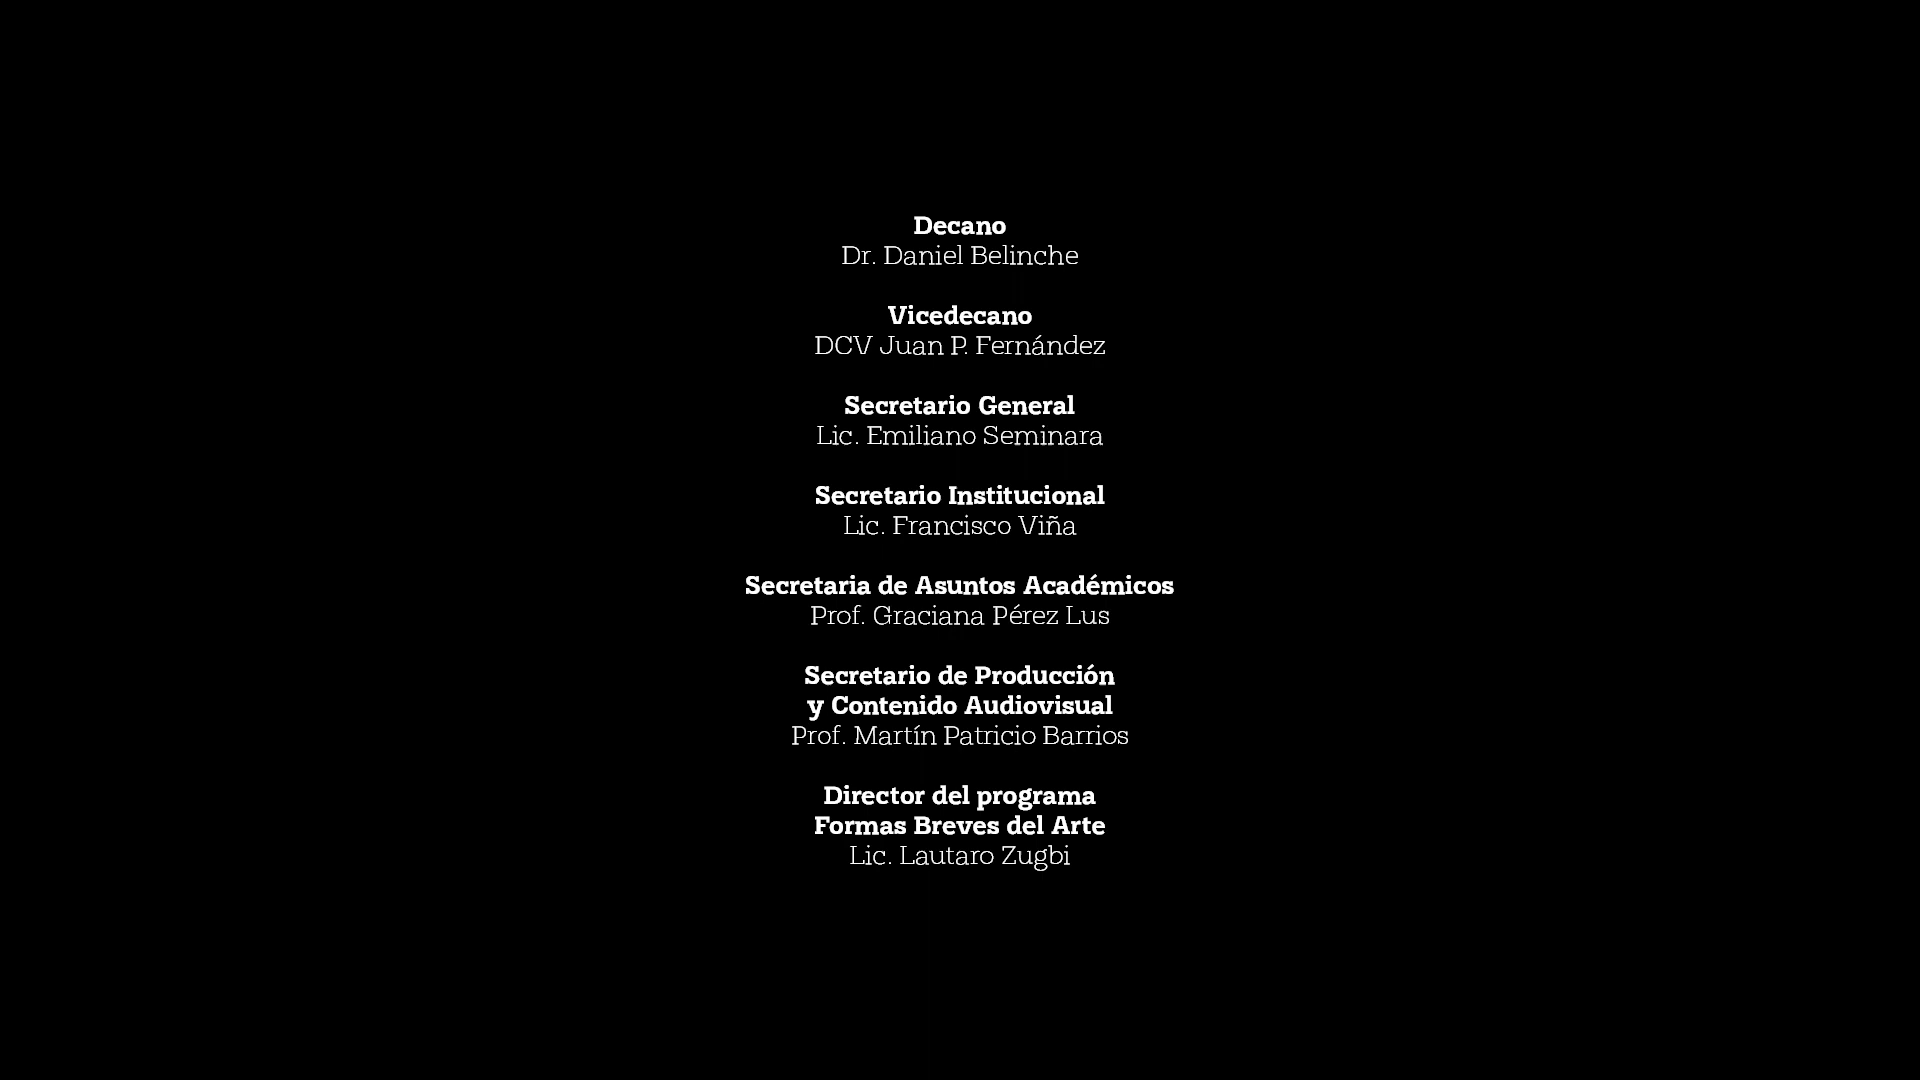 Decano
Dr. Daniel Belinche
Vicedecano
DCV Juan P. Fernández
Secretario General
Lic. Emiliano Seminara
Secretario Institucional
Lic. Francisco Viña
Secretaria de Asuntos Académicos
Prof. Graciana Pérez Lus
Secretario de Producción
y Contenido Audiovisual
Prof. Martín Patricio Barrios
Director del programa
Formas Breves del Arte
Lic. Lautaro Zugbi